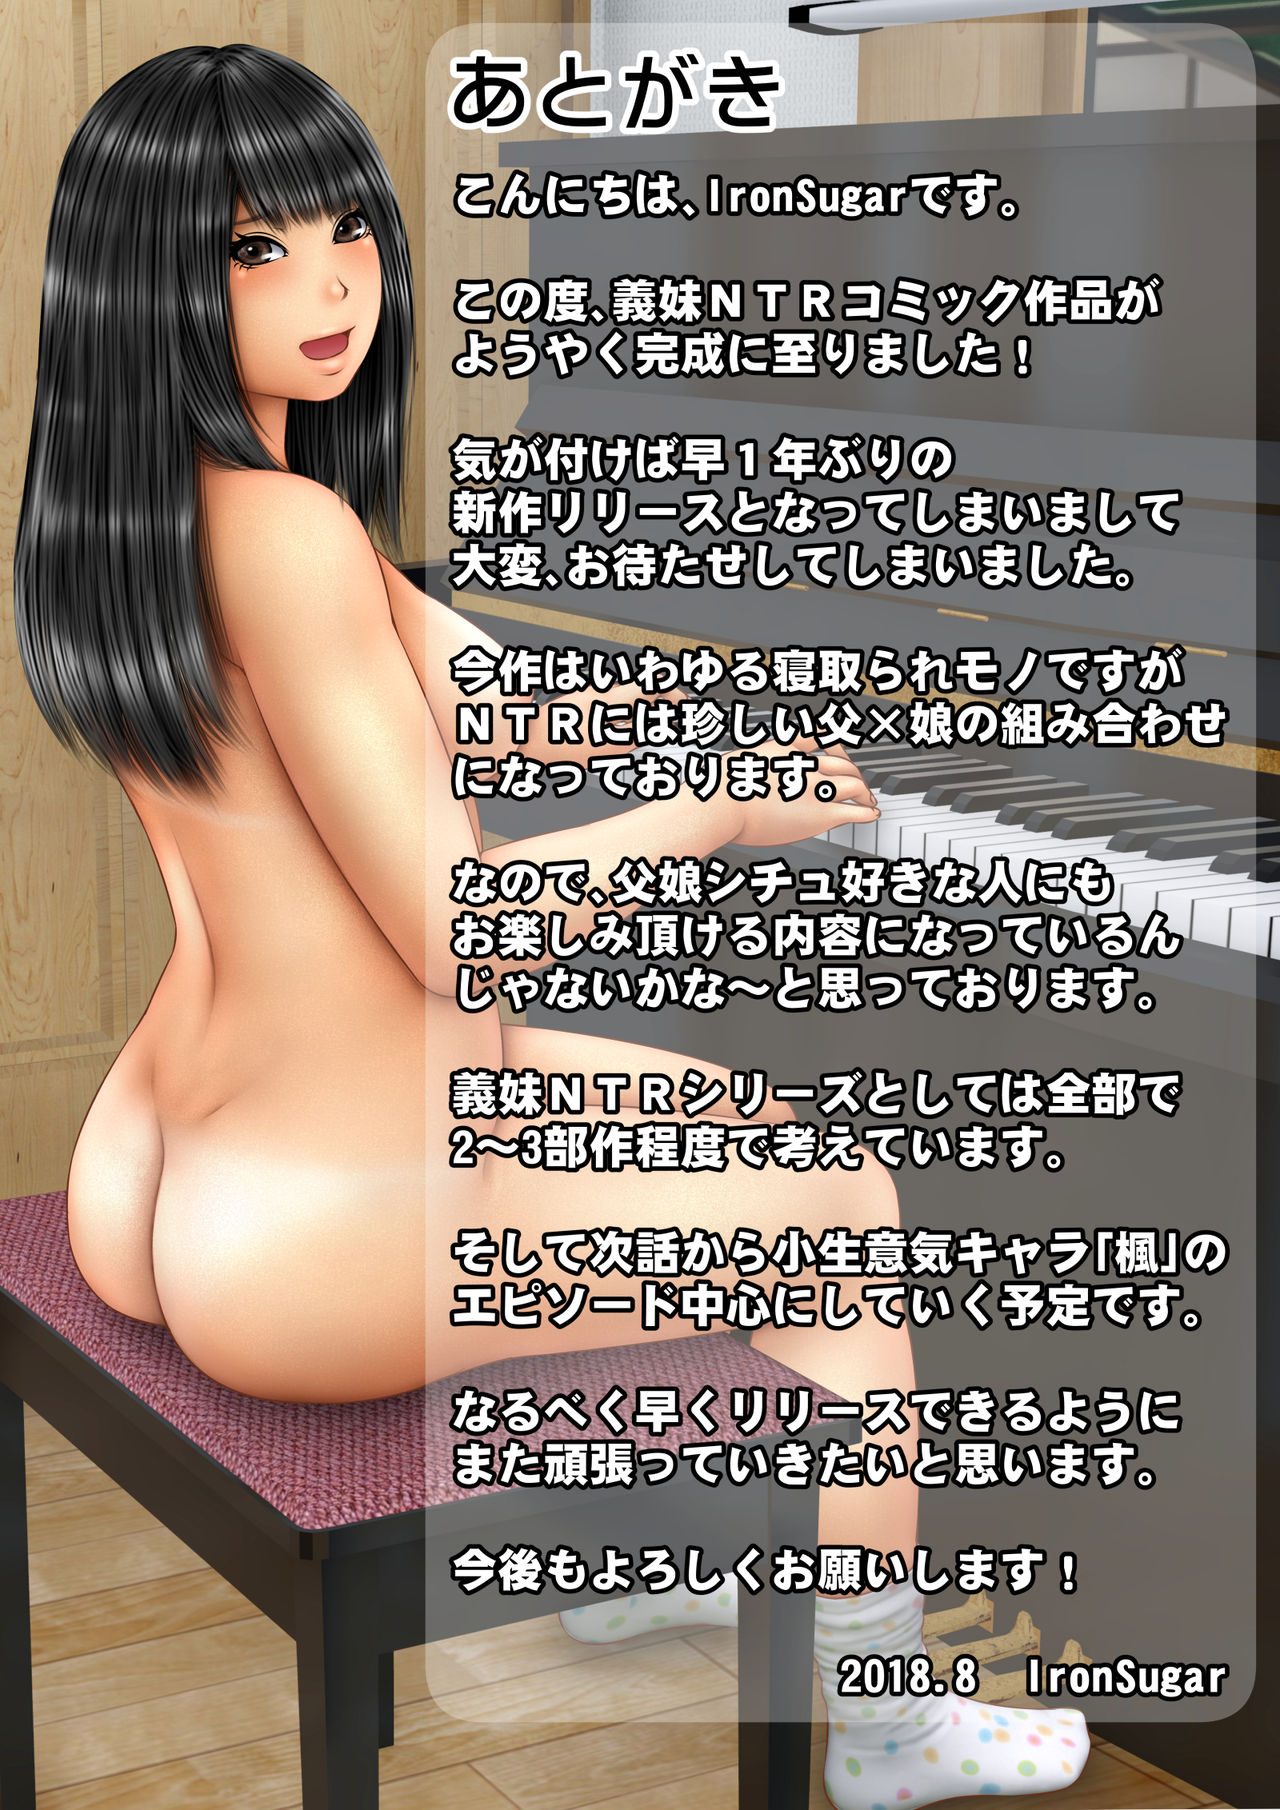 あとがき
こんにちは、IronSugarです。
この度、義妹ＮＴＲコミック作品が
ようやく完成に至りました！
気が付けば早１年ぶりの
新作リリースとなってしまいまして
大変、お待たせしてしまいました。
今作はいわゆる寝取られモノですが
ＮＴＲには珍しい父×娘の組み合わせ
になっております。
なので、父娘シチュ好きな人にも
お楽しみ頂ける内容になっているん
じゃないかな～と思っております。
義妹ＮＴＲシリーズとしては全部で
2～3部作程度で考えています。
そして次話から小生意気キャラ「楓」の
エピソード中心にしていく予定です。
なるべく早くリリースできるように
また頑張っていきたいと思います。
今後もよろしくお願いします！
2018.8　IronSugar